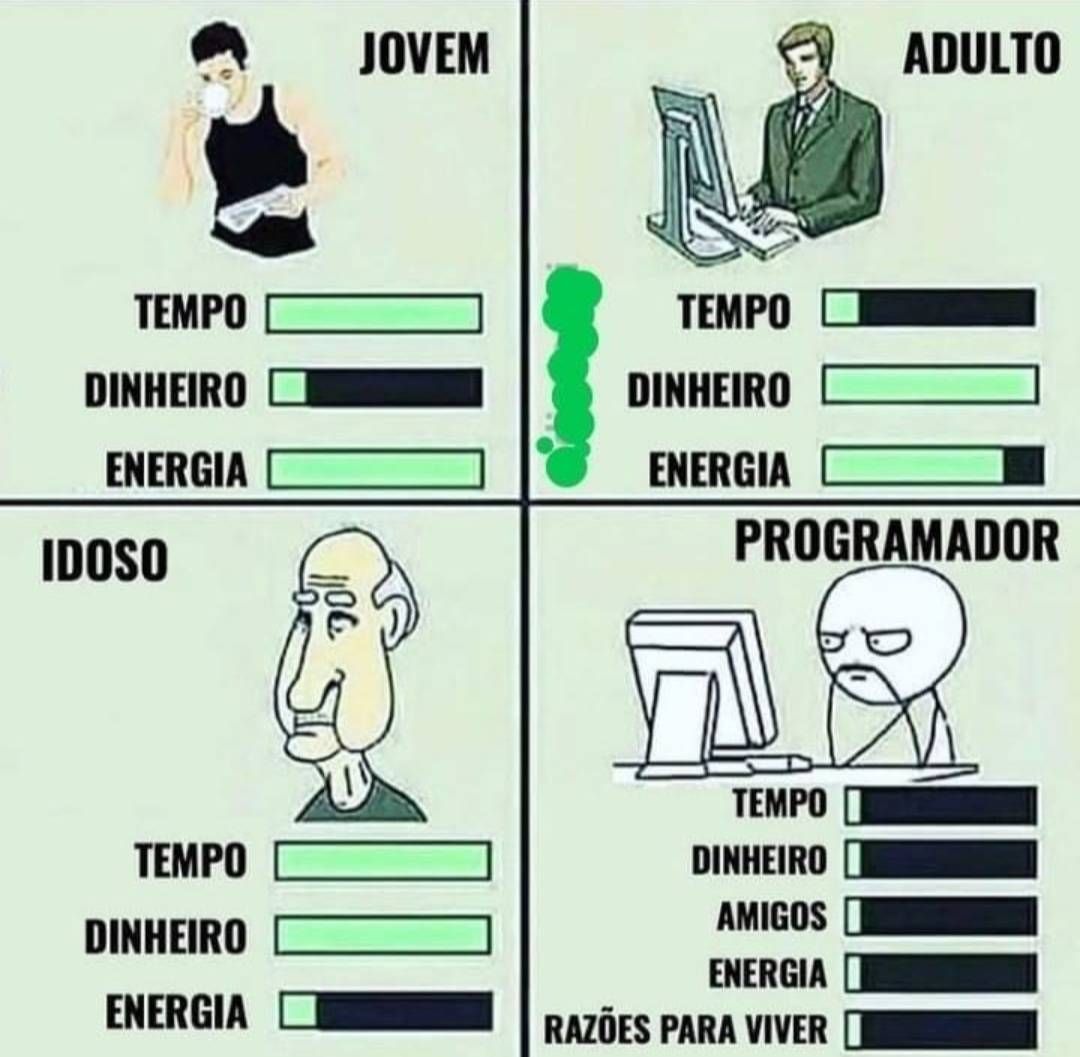 JOVEM
TEMPO
DINHEIRO
ENERGIA
ADULTO
TEMPO
DINHEIRO
ENERGIA
IDOSO
TEMPO
DINHEIRO
ENERGIA
PROGRAMADOR
TEMPO
DINHEIRO
AMIGOS
ENERGIA
RAZÕES PARA VIVER